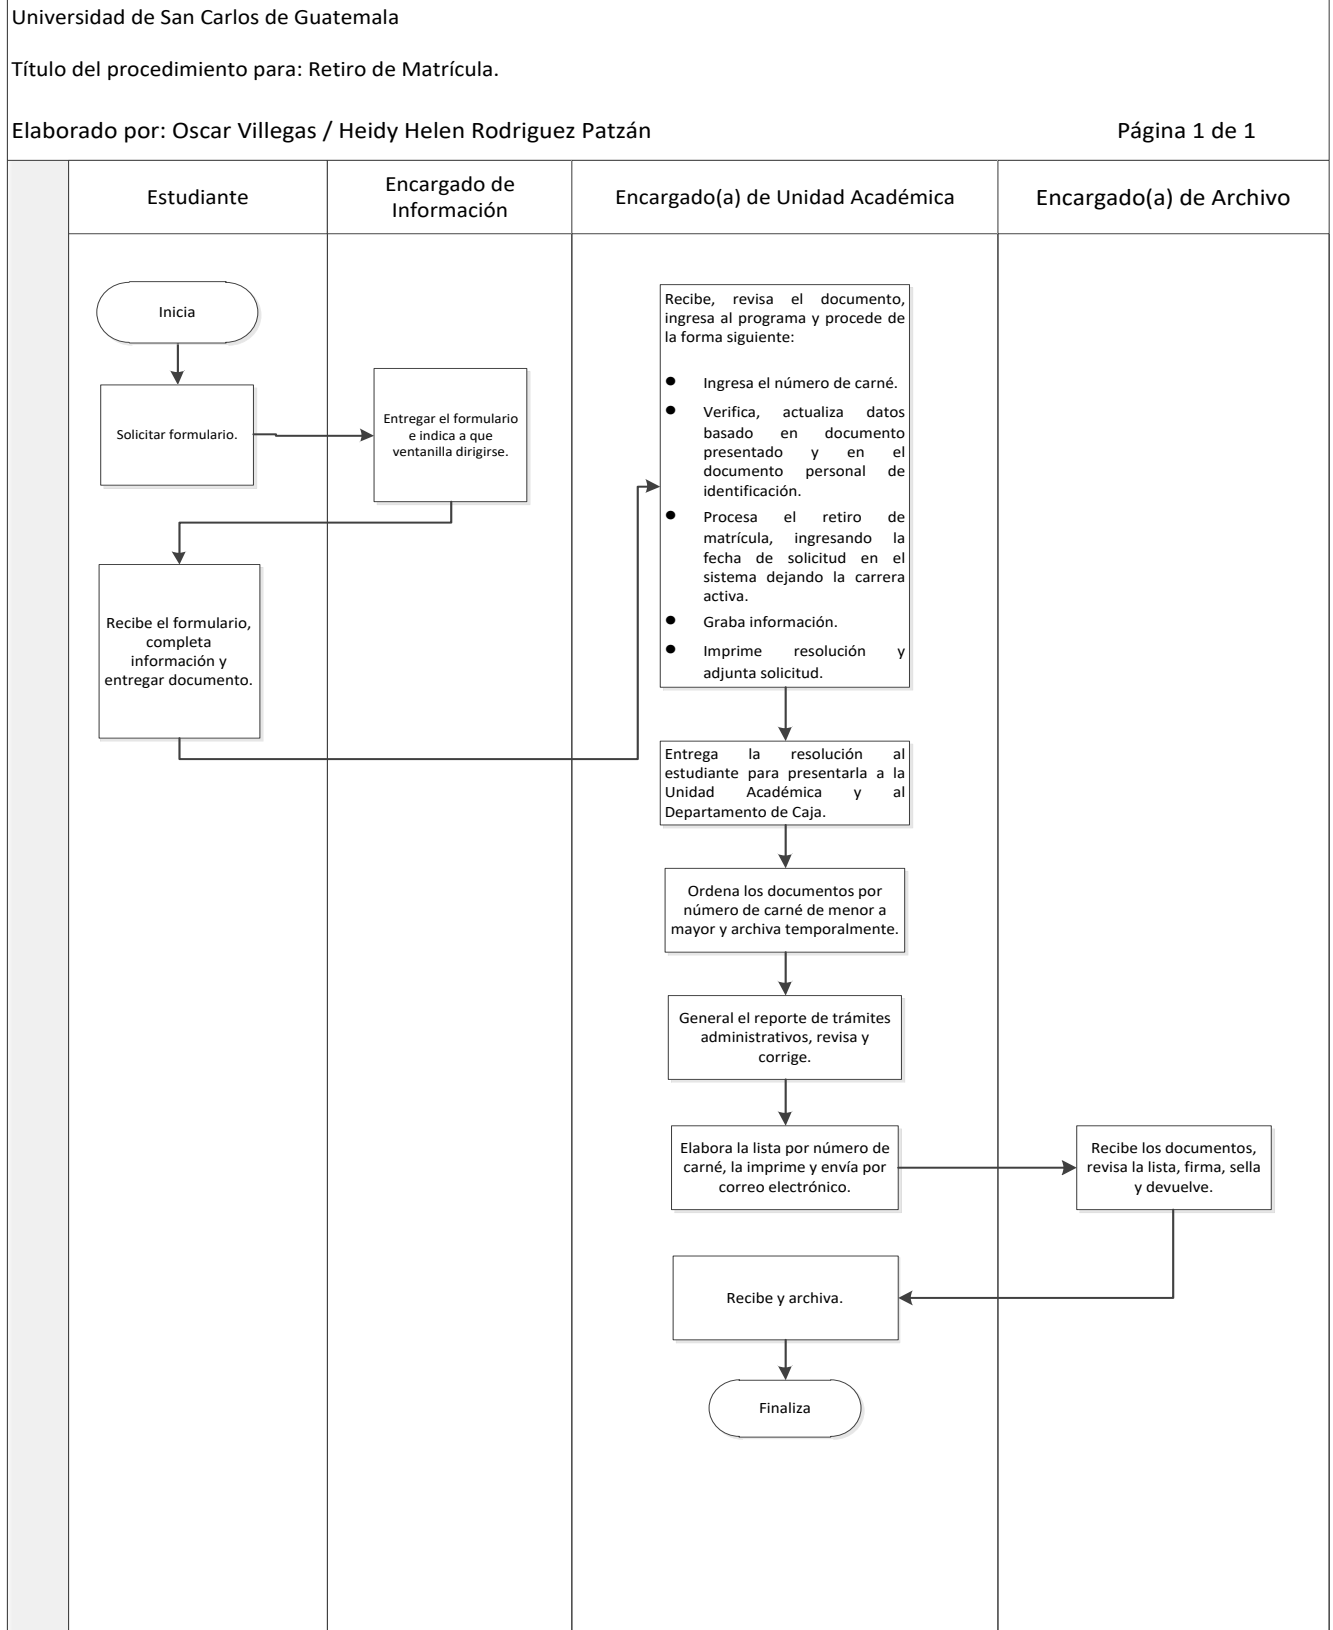 Universidad de San Carlos de Guatemala
Título del procedimiento para: Retiro de Matrícula.
Elaborado por: Oscar Villegas / Heidy Helen Rodriguez Patzán
Página 1 de 1
Estudiante
Encargado de
Información
Encargado(a) de Unidad Académica
Encargado(a) de Archivo
Inicia
Solicitar formulario.
Entregar el formulario
e indica a que
ventanilla dirigirse.
Recibe el formulario,
completa
información y
entregar documento.
Recibe, revisa el documento,
ingresa al programa y procede de
la forma siguiente:
● Ingresa el número de carné.
● Verifica, actualiza datos
basado en documento
presentado y en el
documento personal de
identificación.
● Procesa el retiro de
matrícula, ingresando la
fecha de solicitud en el
sistema dejando la carrera
activa.
● Graba información.
● Imprime resolución y
adjunta solicitud.
Entrega la resolución al
estudiante para presentarla a la
Unidad Académica y al
Departamento de Caja.
Ordena los documentos por
número de carné de menor a
mayor y archiva temporalmente.
General el reporte de trámites
administrativos, revisa y
corrige.
Elabora la lista por número de
carné, la imprime y envía por
correo electrónico.
Recibe los documentos,
revisa la lista, firma, sella
y devuelve.
Recibe y archiva.
Finaliza